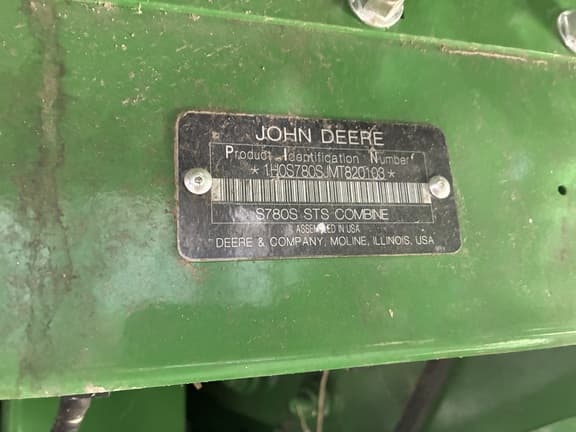 JOHN DEERE
Product Identification Number
*1H0S780SJMT820103*
S780S STS COMBINE
ASSEMBLED IN USA
DEERE & COMPANY, MOLINE, ILLINOIS, USA